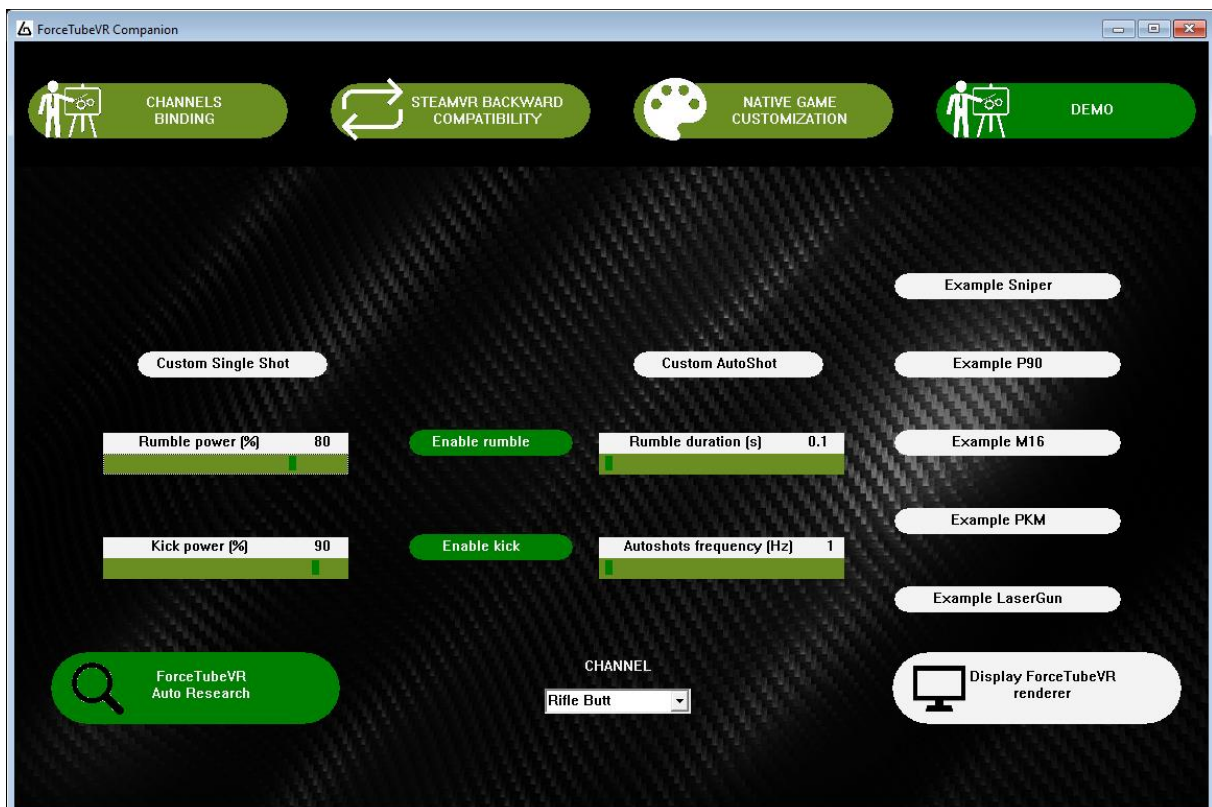 ForceTubeVR Companion
CHANNELS
BINDING
STEAMVR BACKWARD
COMPATIBILITY
NATIVE GAME
CUSTOMIZATION
DEMO
Example Sniper
Custom Single Shot
Custom AutoShot
Example P90
Rumble power (%) 80
Enable rumble
Rumble duration (s) 0.1
Example M16
Example PKM
Kick power (%) 90
Enable kick
Autoshots frequency (Hz) 1
Example LaserGun
ForceTubeVR
Auto Research
CHANNEL
Rifle Butt
Display ForceTubeVR
renderer